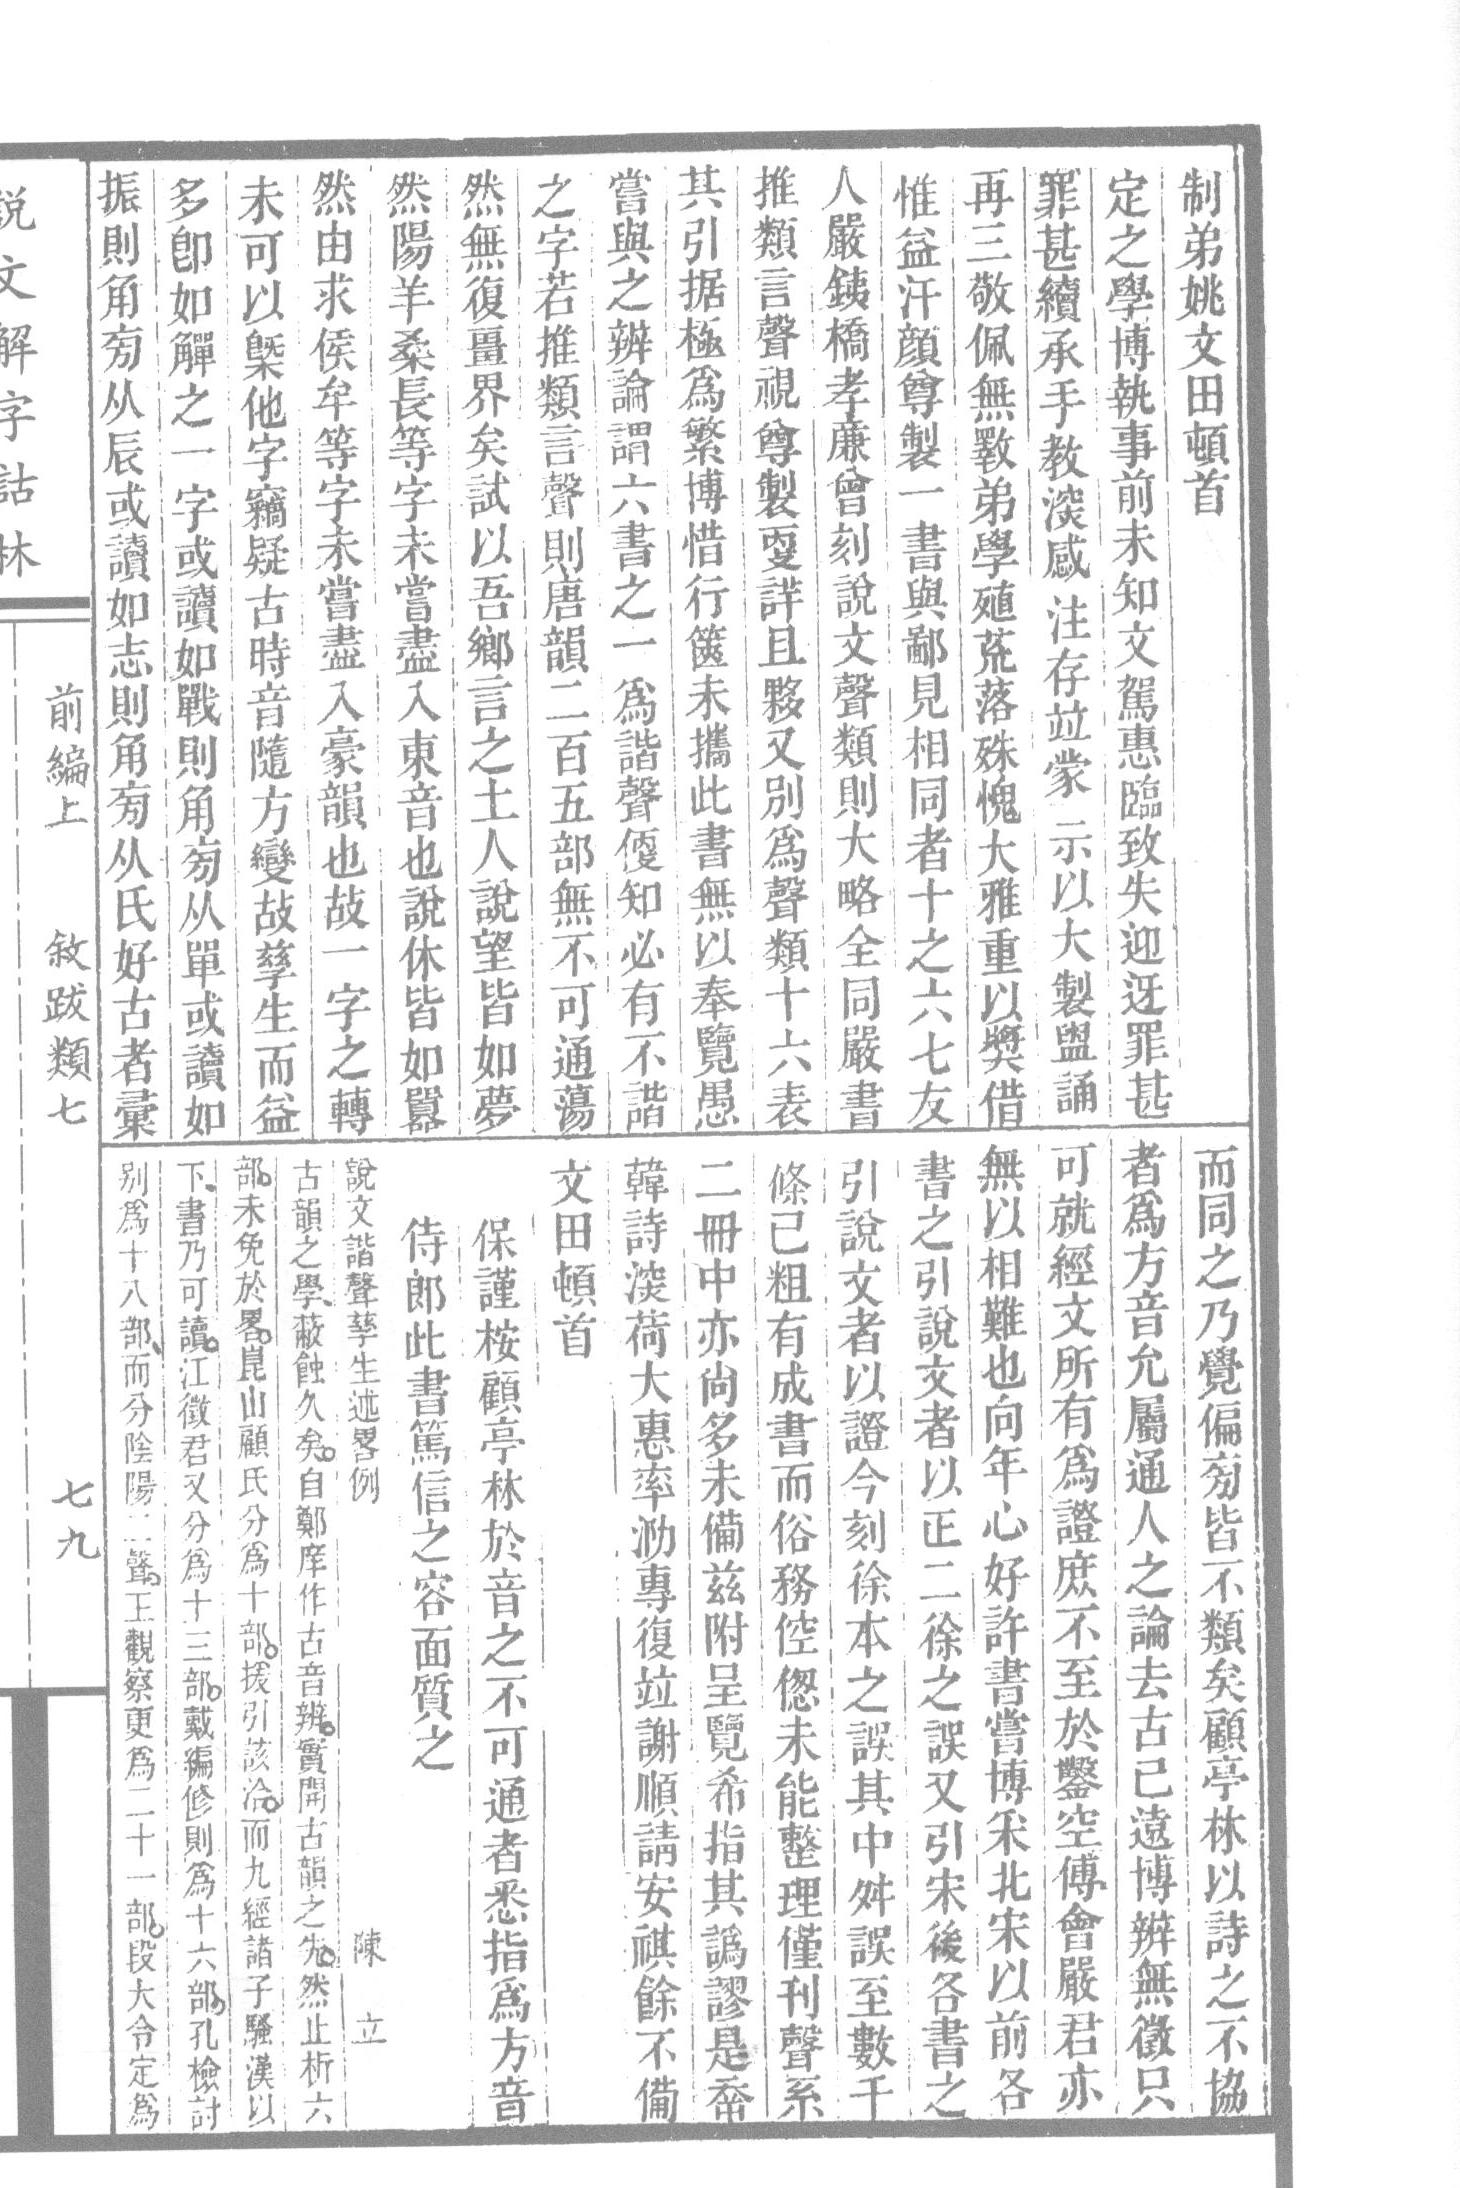 制弟姚文田頓首
定之學博執事前未知文駕惠臨致失迎迓罪甚
罪甚續承手教深感 注存竝蒙 示以大製盥誦
再三敬佩無斁弟學殖荒落殊愧大雅重以奬借
惟益汗顔尊製一書與鄙見相同者十之六七友
人嚴銕橋孝廉曾刻說文聲類則大略全同嚴書
推類言聲視尊製更詳且夥又別爲聲類十六表
其引据極爲繁博惜行篋未攜此書無以奉覽愚
嘗與之辨論謂六書之一爲諧聲便知必有不諧
之字若推類言聲則唐韻二百五部無不可通蕩
然無復畺界矣試以吾鄉言之土人說望皆如夢
然陽羊桑長等字未嘗盡入東音也說休皆如囂
然由求侯牟等字未嘗盡入豪韻也故一字之轉
未可以槩他字竊疑古時音隨方變故孳生而益
多卽如觶之一字或讀如戰則角旁从單或讀如
振則角旁从辰或讀如志則角旁从氏好古者彙
而同之乃覺偏旁皆不類矣顧亭林以詩之不協
者爲方音允屬通人之論去古已遠博辨無徵只
可就經文所有爲證庶不至於鑿空傅會嚴君亦
無以相難也向年心好許書嘗博采北宋以前各
書之引說文者以正二徐之誤又引宋後各書之
引說文者以證今刻徐本之誤其中舛誤至數千
條已粗有成書而俗務倥傯未能整理僅刊聲系
二冊中亦尚多未備兹附呈覽希指其譌謬是荷
韓詩深荷大惠率泐專復竝謝順請安祺餘不備
文田頓首
保謹桉顧亭林於音之不可通者悉指爲方音
侍郎此書篤信之容面質之
說文諧聲孳生述畧例 陳 立
古韻之學、蔽蝕久矣。自鄭庠作古音辨。實開古韻之先。然止析六
部。未免於畧。崑山顧氏分爲十部。援引該洽。而九經諸子騷漢以
下、書乃可讀。江徵君又分爲十三部。戴編修則爲十六部。孔檢討
別爲十八部、而分陰陽二聲。王觀察更爲二十一部。段大令定爲
說文解字詁林
前編上 敘跋類七
七九